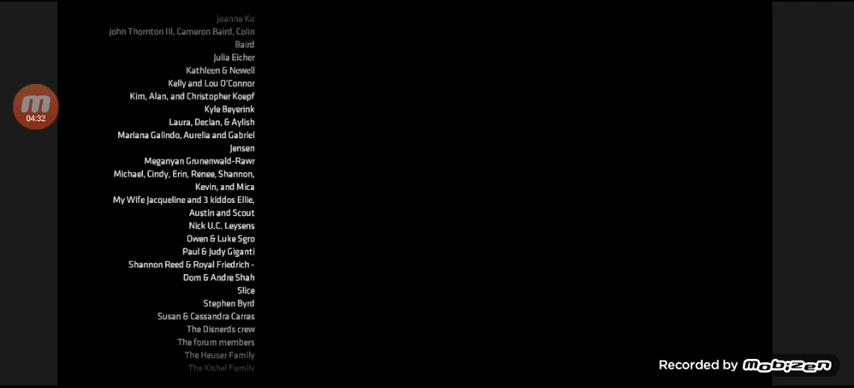 Joanne Ku
John Thornton III, Cameron Baird, Colin
Baird
Julia Eicher
Kathleen & Newell
Kelly and Lou O'Connor
Kim, Alan, and Christopher Koepf
Kyle Beyerink
Laura, Declan, & Aylish
Mariana Galindo, Aurelia and Gabriel
Jensen
Meganyan Grunenwald-Rawr
Michael, Cindy, Erin, Renee, Shannon,
Kevin, and Mica
My Wife Jacqueline and 3 kiddos Ellie,
Austin and Scout
Nick U.C. Leysens
Owen & Luke Sgro
Paul & Judy Giganti
Shannon Reed & Royal Friedrich -
Dom & Andre Shah
Slice
Stephen Byrd
Susan & Cassandra Carras
The Disnerds crew
The forum members
The Heuser Family
The Kishel Family
04:32
Recorded by mobizen